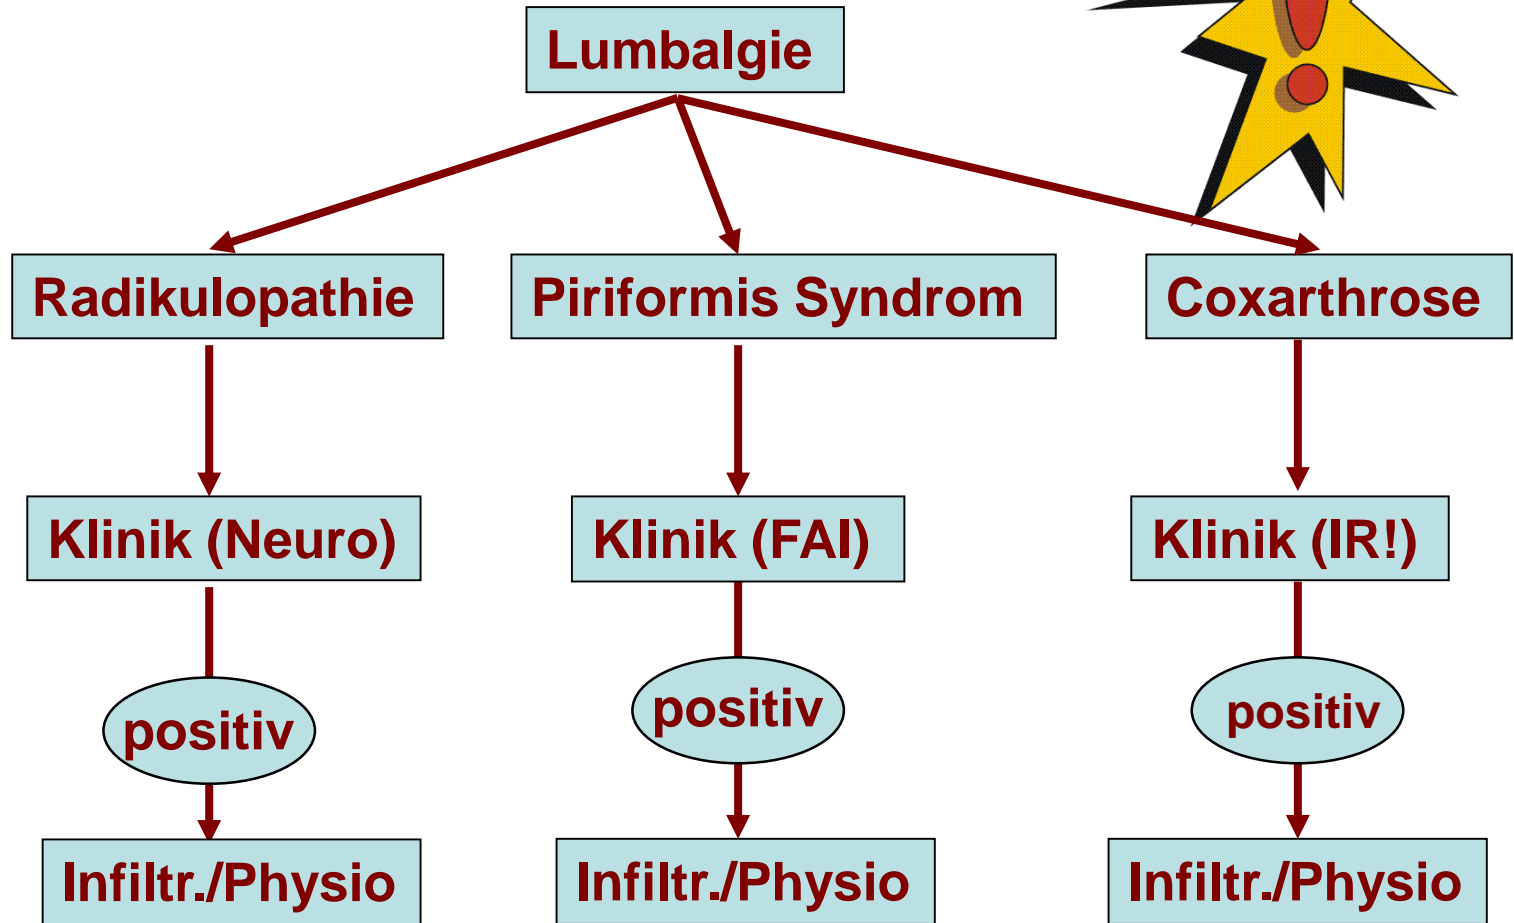 Lumbalgie
Radikulopathie
Piriformis Syndrom
Coxarthrose
Klinik (Neuro)
Klinik (FAI)
Klinik (IR!)
positiv
positiv
positiv
Infiltr./Physio
Infiltr./Physio
Infiltr./Physio